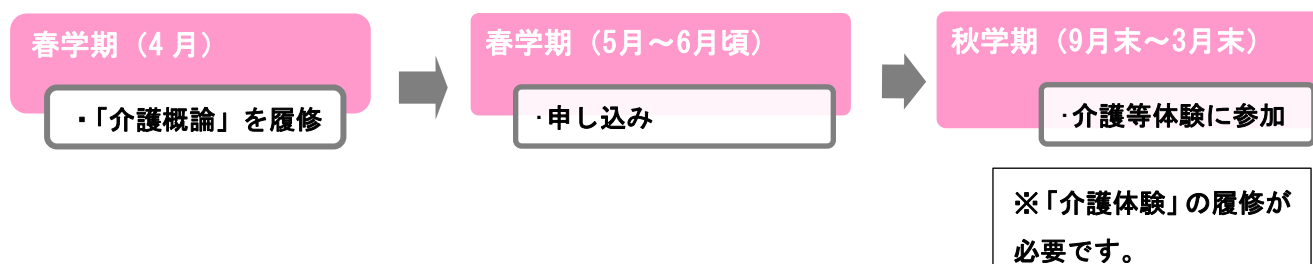 春学期（4 月）
・「介護概論」を履修
春学期（5月～6月頃）
・申し込み
秋学期（9月末～3月末）
・介護等体験に参加
※「介護体験」の履修が
必要です。